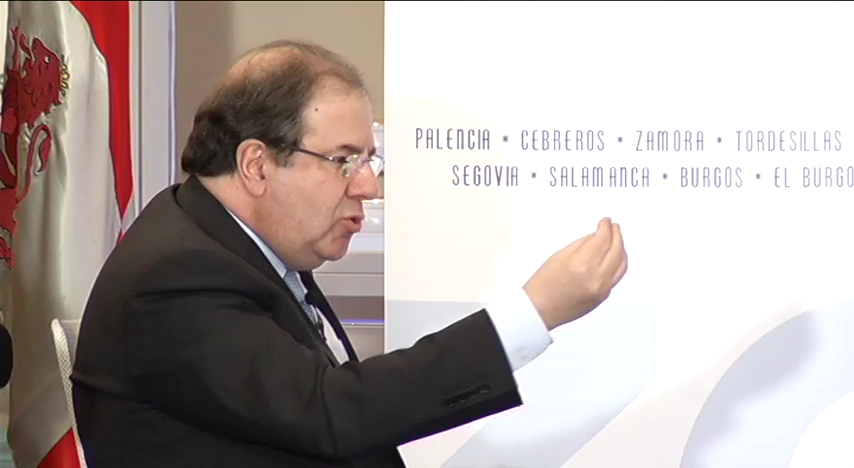 PALENCIA • CEBREROS • ZAMORA • TORDESILLAS
SEGOVIA • SALAMANCA • BURGOS • EL BURGO